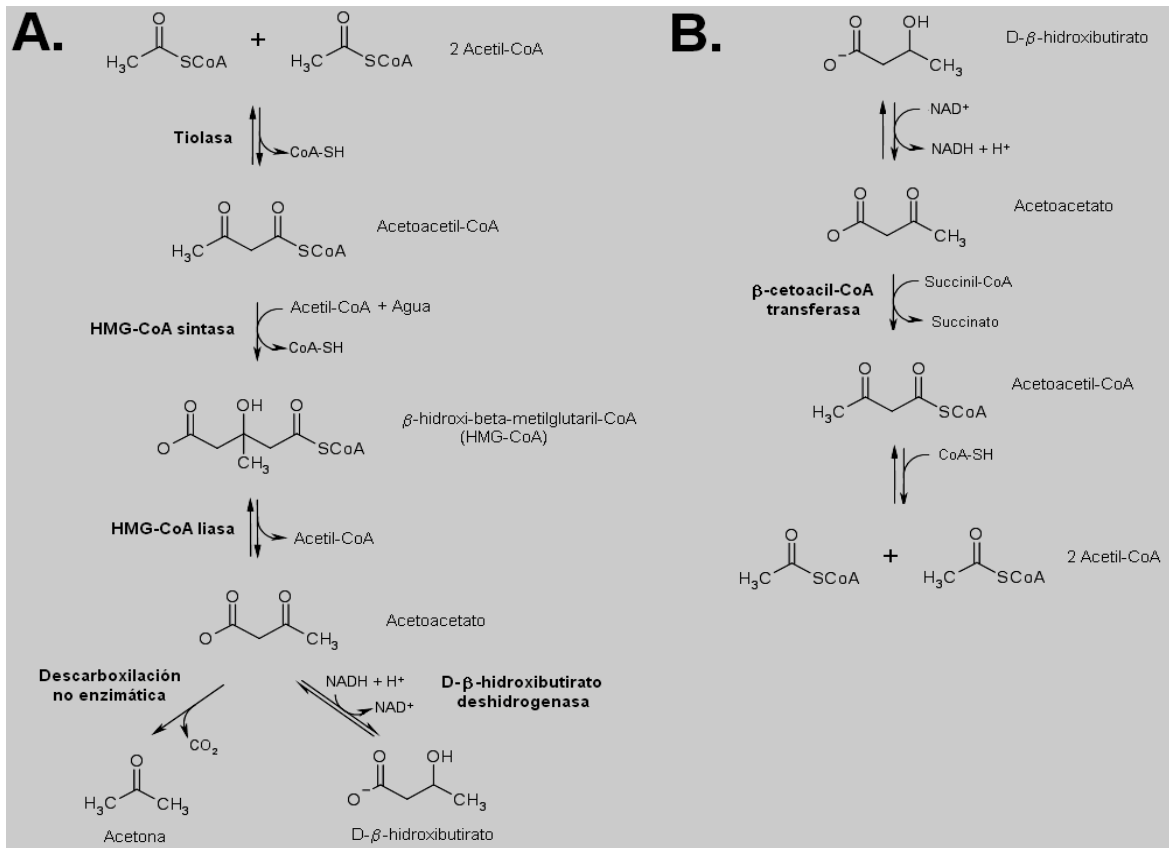 A.
O
O
H₃C
SCoA
+
H₃C
SCoA
2 Acetil-CoA
Tiolasa
CoA-SH
O
O
H₃C
SCoA
Acetoacetil-CoA
HMG-CoA sintasa
Acetil-CoA + Agua
CoA-SH
O
OH
O
O
CH₃
SCoA
β-hidroxi-beta-metilglutaril-CoA
(HMG-CoA)
HMG-CoA liasa
Acetil-CoA
O
O
O
CH₃
Acetoacetato
Descarboxilación
no enzimática
CO₂
NADH + H⁺
NAD⁺
D-β-hidroxibutirato
deshidrogenasa
O
H₃C
CH₃
Acetona
O
OH
O⁻
CH₃
D-β-hidroxibutirato
B.
O
OH
O⁻
CH₃
D-β-hidroxibutirato
NAD⁺
NADH + H⁺
O
O
O
CH₃
Acetoacetato
β-cetoacil-CoA
transferasa
Succinil-CoA
Succinato
O
O
H₃C
SCoA
Acetoacetil-CoA
CoA-SH
O
O
H₃C
SCoA
+
H₃C
SCoA
2 Acetil-CoA